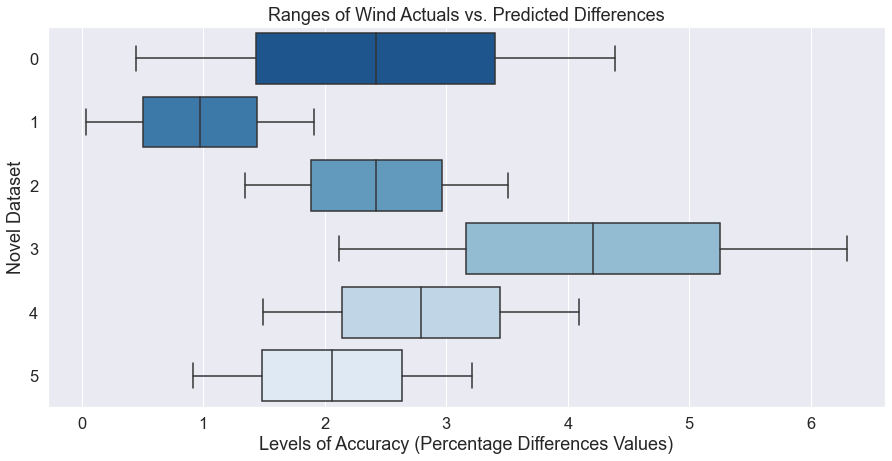 Ranges of Wind Actuals vs. Predicted Differences
Novel Dataset
0
1
2
3
4
5
0 1 2 3 4 5 6
Levels of Accuracy (Percentage Differences Values)